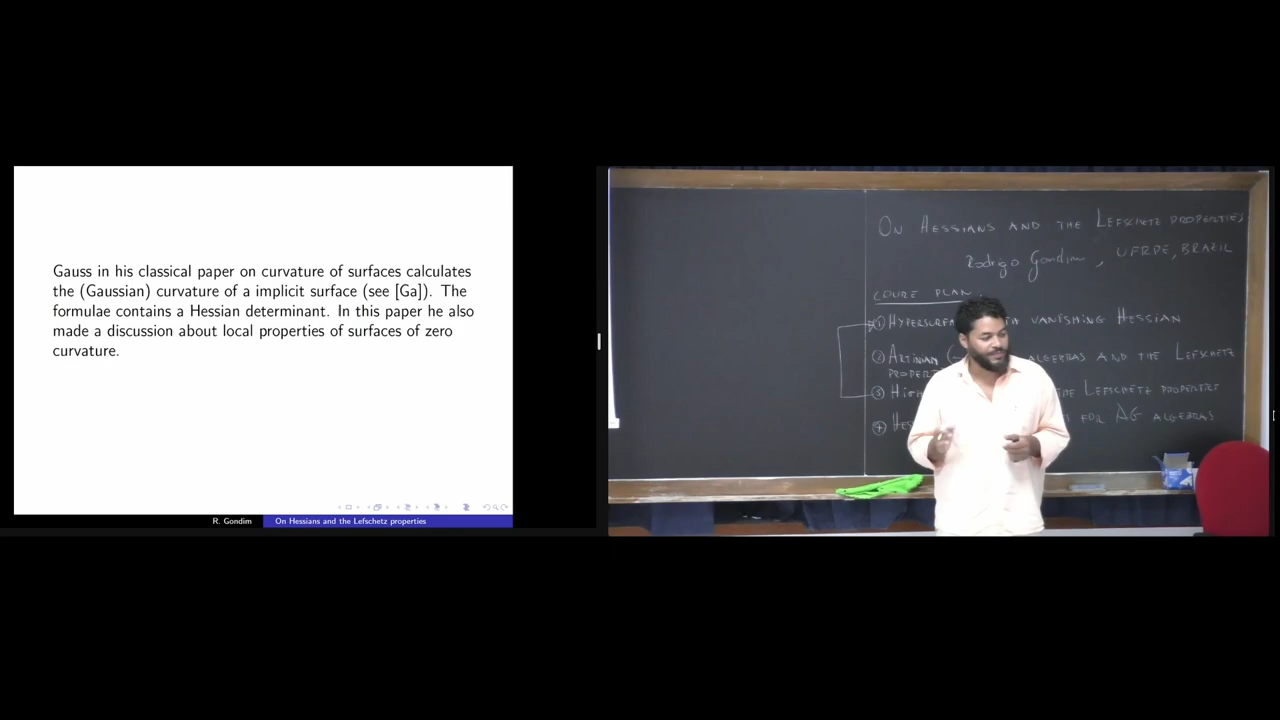 Gauss in his classical paper on curvature of surfaces calculates
the (Gaussian) curvature of a implicit surface (see [Ga]). The
formulae contains a Hessian determinant. In this paper he also
made a discussion about local properties of surfaces of zero
curvature.
R. Gondim On Hessians and the Lefschetz properties
On Hessians and the Lefschetz properties
Rodrigo Gondim, UFRPE, BRAZIL
COURE PLAN
① Hypersurfa VANISHING HESSIAN
② Artinian ALGEBRAS AND THE LEFSCHETZ
PROPERT
③ High THE LEFSCHETZ PROPERTIES
④ Hes FOR AG ALGEBRAS